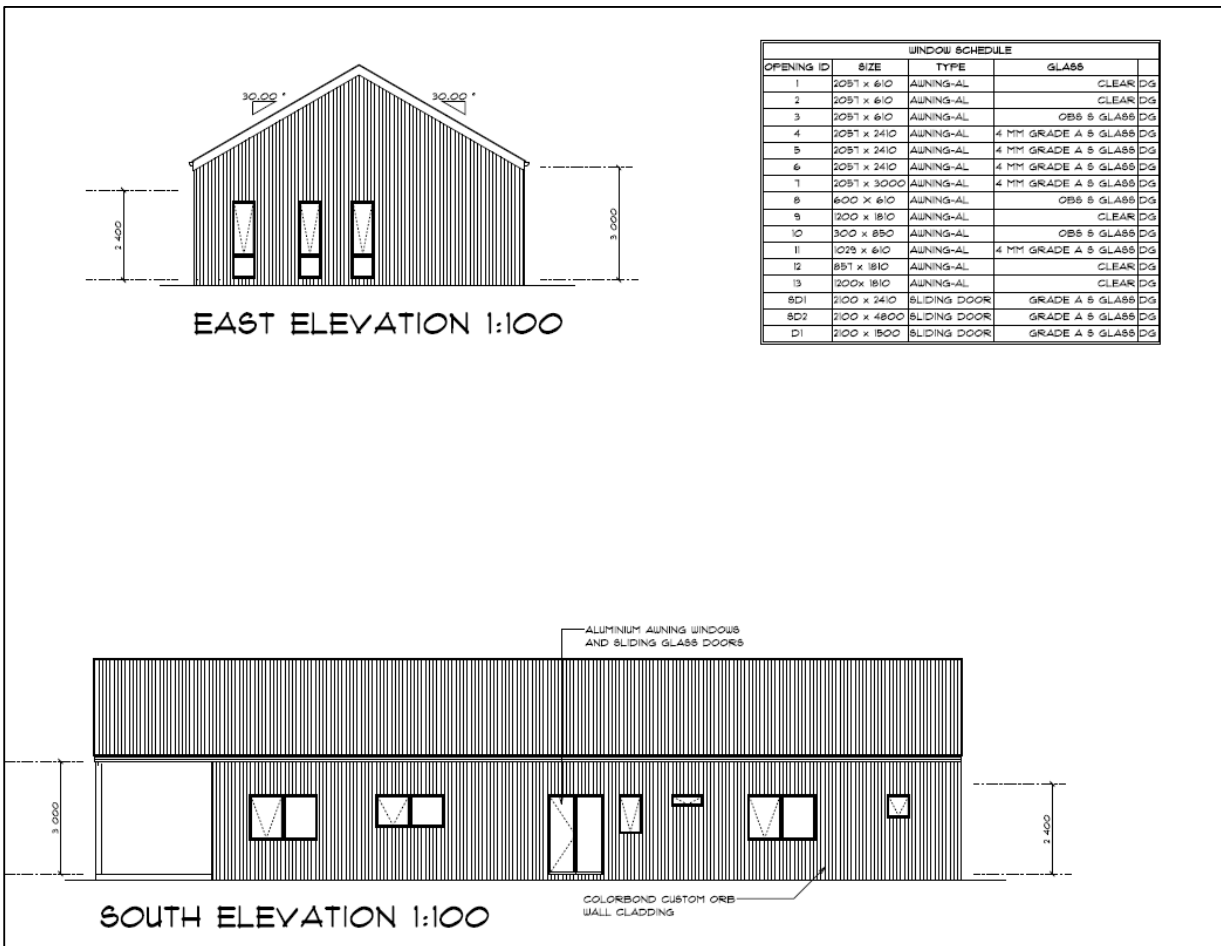 WINDOW SCHEDULE
OPENING ID SIZE TYPE GLASS
1 2057 x 610 AWNING-AL CLEAR DG
2 2057 x 610 AWNING-AL CLEAR DG
3 2057 x 610 AWNING-AL OBS S GLASS DG
4 2057 x 2410 AWNING-AL 4 MM GRADE A S GLASS DG
5 2057 x 2410 AWNING-AL 4 MM GRADE A S GLASS DG
6 2057 x 2410 AWNING-AL 4 MM GRADE A S GLASS DG
7 2057 x 3000 AWNING-AL 4 MM GRADE A S GLASS DG
8 600 X 610 AWNING-AL OBS S GLASS DG
9 1200 x 1810 AWNING-AL CLEAR DG
10 300 x 850 AWNING-AL OBS S GLASS DG
11 1029 x 610 AWNING-AL 4 MM GRADE A S GLASS DG
12 857 x 1810 AWNING-AL CLEAR DG
13 1200x 1810 AWNING-AL CLEAR DG
SD1 2100 x 2410 SLIDING DOOR GRADE A S GLASS DG
SD2 2100 x 4800 SLIDING DOOR GRADE A S GLASS DG
D1 2100 x 1500 SLIDING DOOR GRADE A S GLASS DG
30.00 ° 30.00 °
2 400
3 000
EAST ELEVATION 1:100
ALUMINIUM AWNING WINDOWS
AND SLIDING GLASS DOORS
3 000
2 400
COLORBOND CUSTOM ORB
WALL CLADDING
SOUTH ELEVATION 1:100